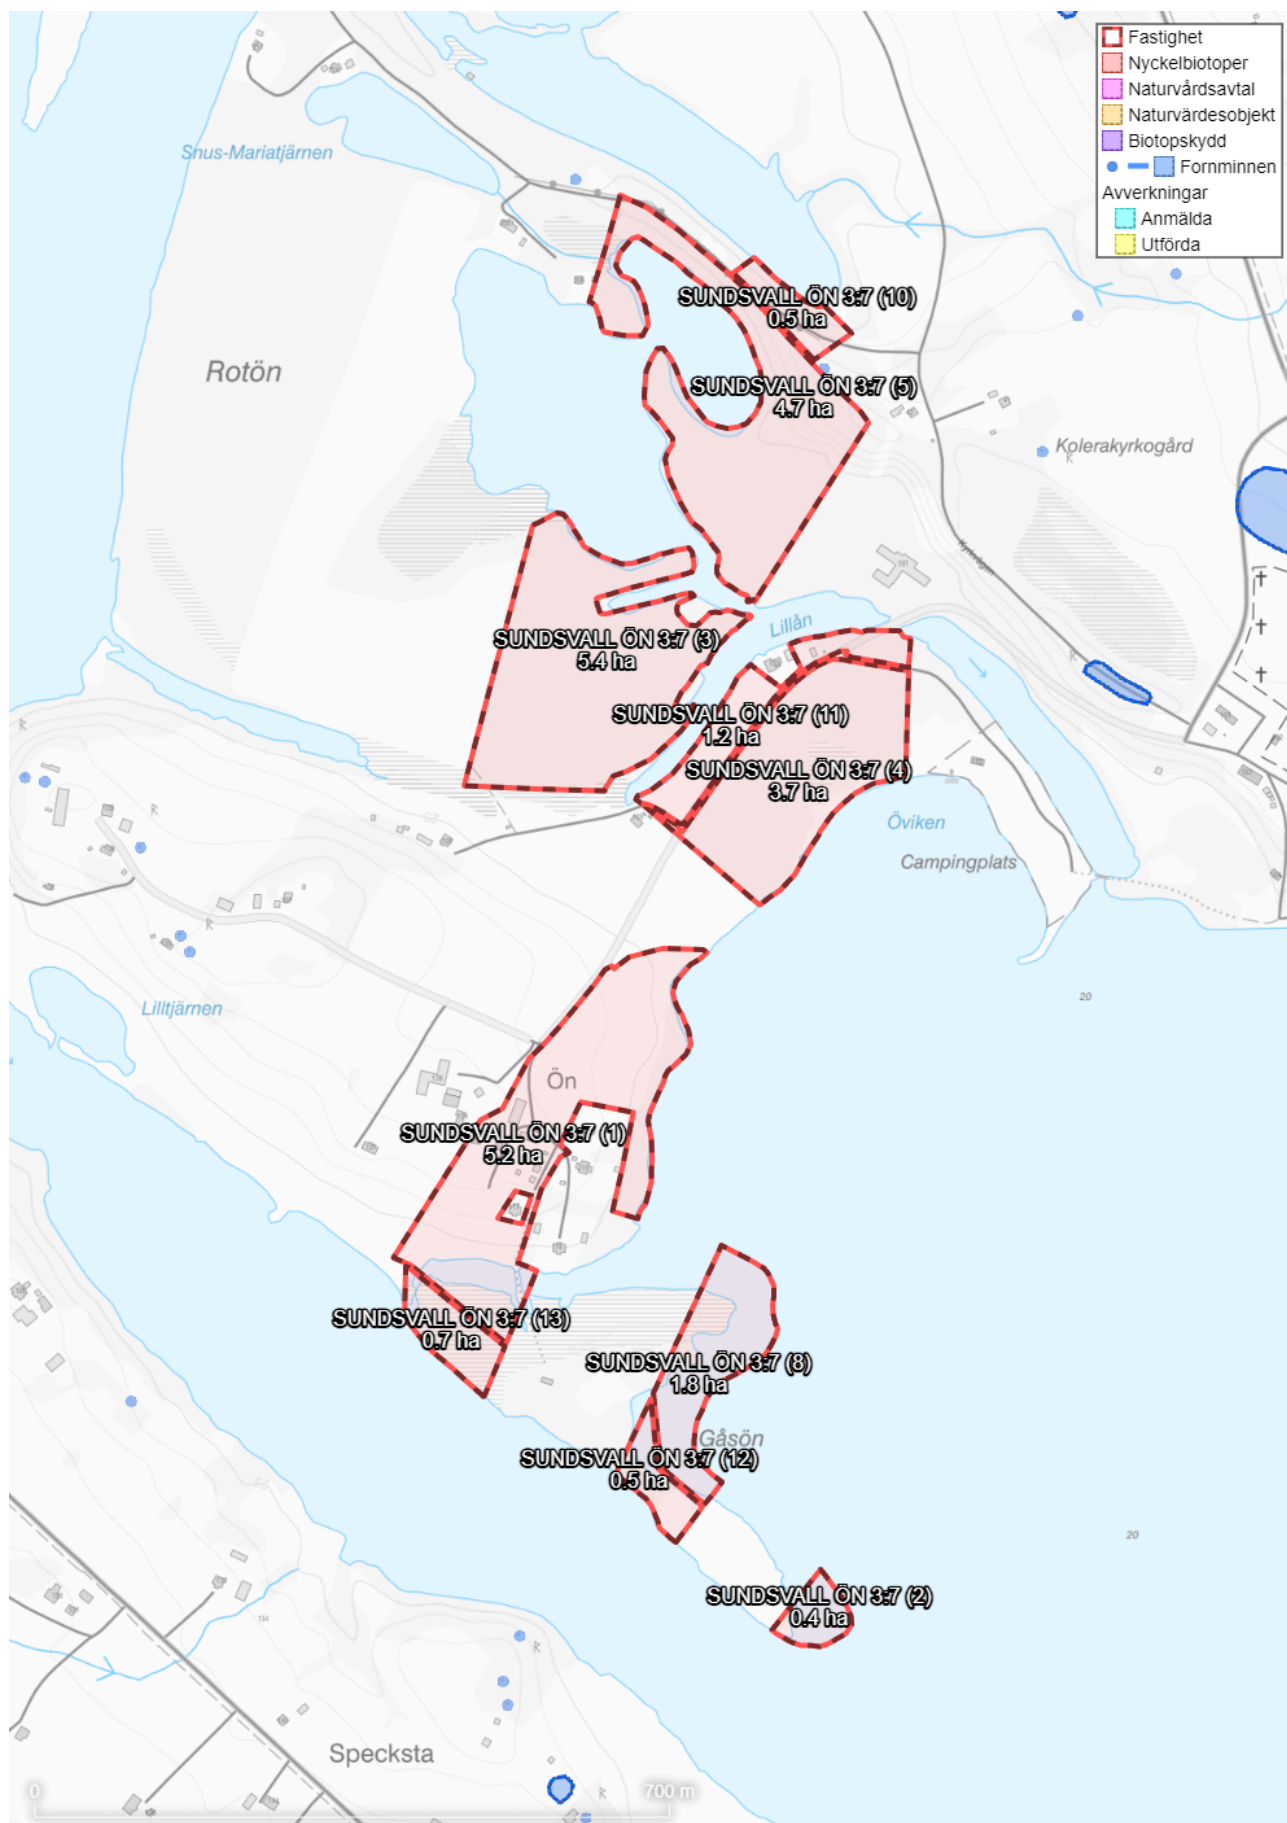 Fastighet
Nyckelbiotoper
Naturvårdsavtal
Naturvärdesobjekt
Biotopskydd
Fornminnen
Avverkningar
Anmälda
Utförda
Snus-Mariatjärnen
SUNDSVALL ÖN 3:7 (10)
0.5 ha
Rotön
SUNDSVALL ÖN 3:7 (5)
4.7 ha
Kolerakyrkogård
R
Kyrkvägen
Lillån
SUNDSVALL ÖN 3:7 (3)
5.4 ha
R
SUNDSVALL ÖN 3:7 (11)
1.2 ha
R
SUNDSVALL ÖN 3:7 (4)
3.7 ha
R
Öviken
Campingplats
R
20
Lilltjärnen
Ön
SUNDSVALL ÖN 3:7 (1)
5.2 ha
SUNDSVALL ÖN 3:7 (13)
0.7 ha
SUNDSVALL ÖN 3:7 (8)
1.8 ha
Gåsön
SUNDSVALL ÖN 3:7 (12)
0.5 ha
20
SUNDSVALL ÖN 3:7 (2)
0.4 ha
134
R
R
Specksta
R
0
700 m